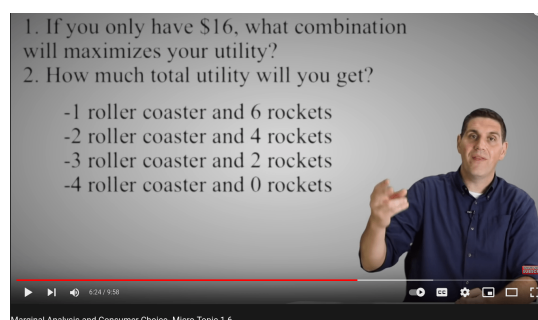 1. If you only have $16, what combination
will maximizes your utility?
2. How much total utility will you get?
-1 roller coaster and 6 rockets
-2 roller coaster and 4 rockets
-3 roller coaster and 2 rockets
-4 roller coaster and 0 rockets
6:24 / 9:58
CC
Marginal Analysis and Consumer Choice- Micro Topic 1.6